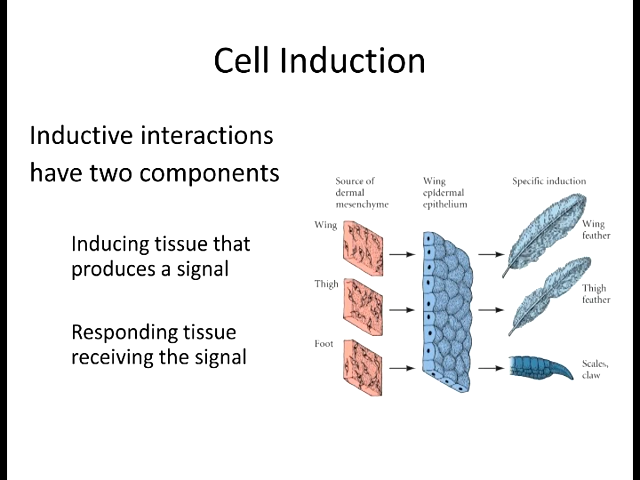 Cell Induction
Inductive interactions
have two components
Inducing tissue that
produces a signal
Responding tissue
receiving the signal
Source of
dermal
mesenchyme
Wing
epidermal
epithelium
Specific induction
Wing
Thigh
Foot
Wing
feather
Thigh
feather
Scales,
claw